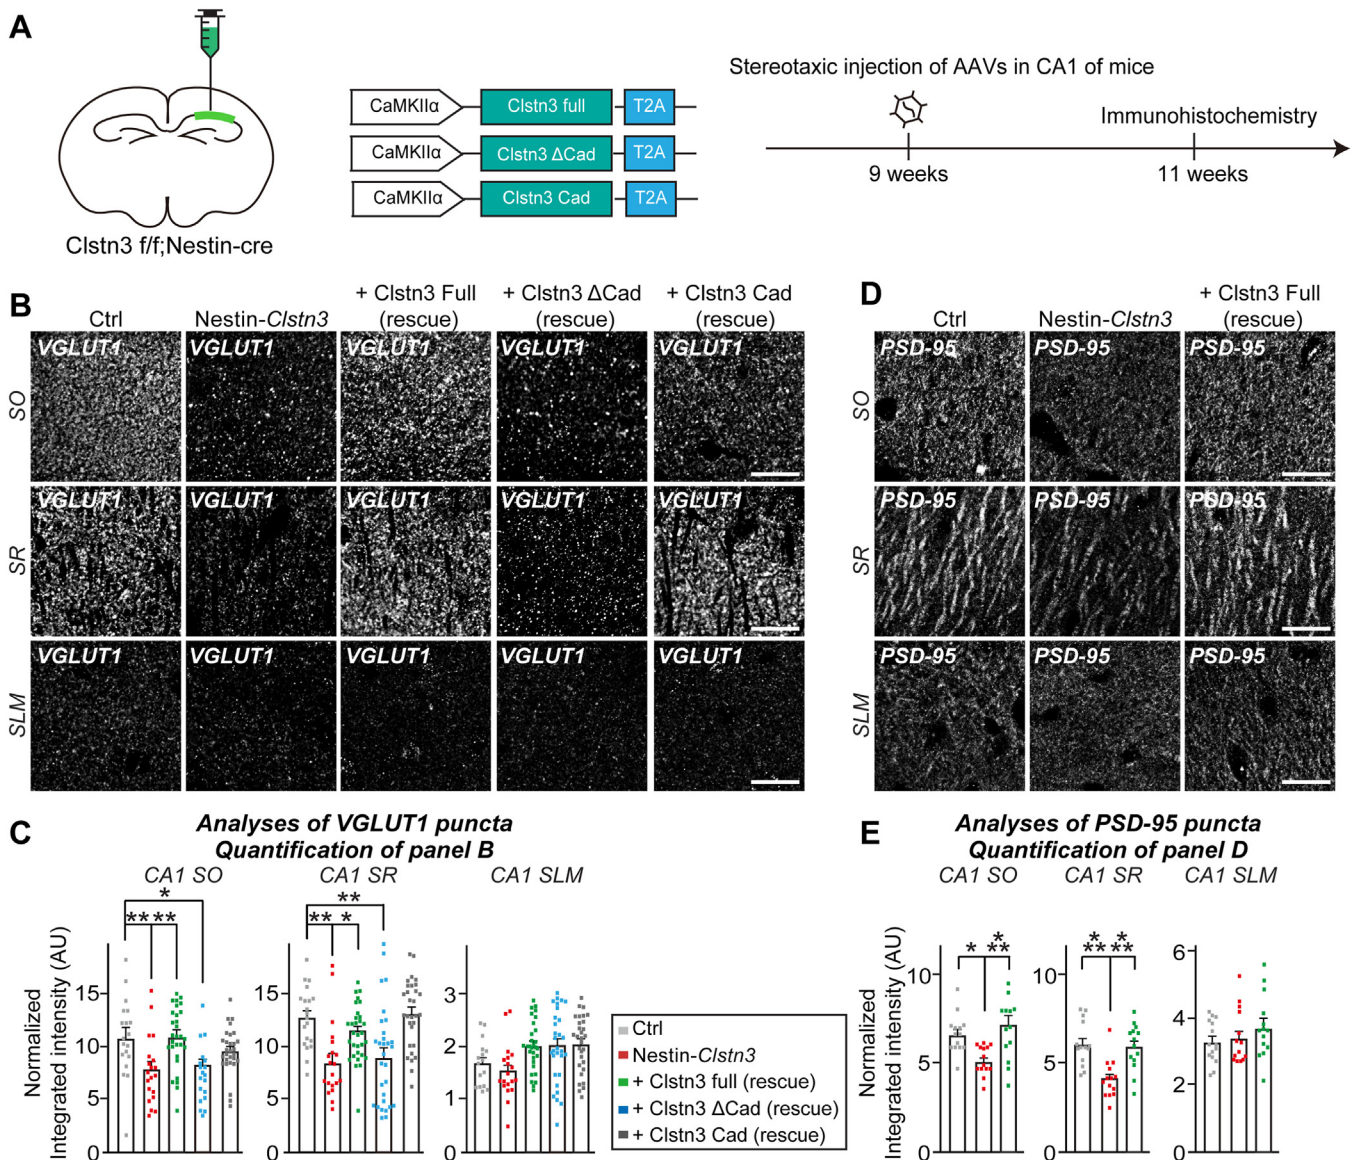 A
Clstn3 f/f;Nestin-cre
CaMKIIα Clstn3 full T2A
CaMKIIα Clstn3 ΔCad T2A
CaMKIIα Clstn3 Cad T2A
Stereotaxic injection of AAVs in CA1 of mice
Immunohistochemistry
9 weeks 11 weeks
B
Ctrl Nestin-Clstn3 + Clstn3 Full (rescue) + Clstn3 ΔCad (rescue) + Clstn3 Cad (rescue)
SO VGLUT1 VGLUT1 VGLUT1 VGLUT1 VGLUT1
SR VGLUT1 VGLUT1 VGLUT1 VGLUT1 VGLUT1
SLM VGLUT1 VGLUT1 VGLUT1 VGLUT1 VGLUT1
D
Ctrl Nestin-Clstn3 + Clstn3 Full (rescue)
SO PSD-95 PSD-95 PSD-95
SR PSD-95 PSD-95 PSD-95
SLM PSD-95 PSD-95 PSD-95
C
Analyses of VGLUT1 puncta
Quantification of panel B
CA1 SO CA1 SR CA1 SLM
Normalized
Integrated intensity (AU)
* ** **
15
10
5
0
** ** *
15
10
5
0
3
2
1
0
Ctrl
Nestin-Clstn3
+ Clstn3 full (rescue)
+ Clstn3 ΔCad (rescue)
+ Clstn3 Cad (rescue)
E
Analyses of PSD-95 puncta
Quantification of panel D
CA1 SO CA1 SR CA1 SLM
Normalized
Integrated intensity (AU)
* ***
10
5
0
*** ***
10
5
0
6
4
2
0